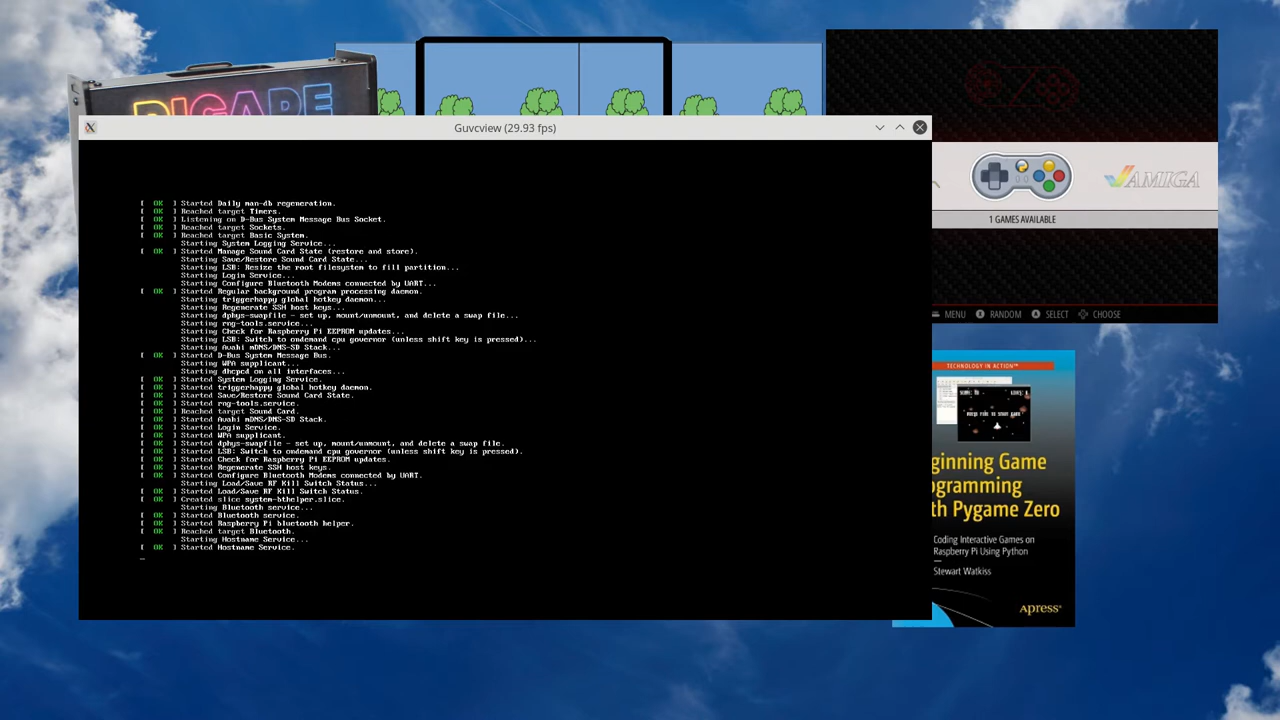 PICADE
Guvcview (29.93 fps)
[ OK ] Started Daily man-db regeneration.
[ OK ] Reached target Timers.
[ OK ] Listening on D-Bus System Message Bus Socket.
[ OK ] Reached target Sockets.
[ OK ] Reached target Basic System.
Starting System Logging Service...
[ OK ] Started Manage Sound Card State (restore and store).
Starting Save/Restore Sound Card State...
Starting LSB: Resize the root filesystem to fill partition...
Starting Login Service...
Starting Configure Bluetooth Modems connected by UART...
[ OK ] Started Regular background program processing daemon.
Starting triggerhappy global hotkey daemon...
Starting Regenerate SSH host keys...
Starting dphys-swapfile – set up, mount/unmount, and delete a swap file...
Starting rng-tools.service...
Starting Check for Raspberry Pi EEPROM updates...
Starting LSB: Switch to ondemand cpu governor (unless shift key is pressed)...
Starting Avahi mDNS/DNS-SD Stack...
[ OK ] Started D-Bus System Message Bus.
Starting WPA supplicant...
Starting dhcpcd on all interfaces...
[ OK ] Started System Logging Service.
[ OK ] Started triggerhappy global hotkey daemon.
[ OK ] Started Save/Restore Sound Card State.
[ OK ] Started rng-tools.service.
[ OK ] Reached target Sound Card.
[ OK ] Started Avahi mDNS/DNS-SD Stack.
[ OK ] Started Login Service.
[ OK ] Started WPA supplicant.
[ OK ] Started dphys-swapfile – set up, mount/unmount, and delete a swap file.
[ OK ] Started LSB: Switch to ondemand cpu governor (unless shift key is pressed).
[ OK ] Started Check for Raspberry Pi EEPROM updates.
[ OK ] Started Regenerate SSH host keys.
[ OK ] Started Configure Bluetooth Modems connected by UART.
Starting Load/Save RF Kill Switch Status...
[ OK ] Started Load/Save RF Kill Switch Status.
[ OK ] Created slice system-bthelper.slice.
Starting Bluetooth service...
[ OK ] Started Bluetooth service.
[ OK ] Started Raspberry Pi bluetooth helper.
[ OK ] Reached target Bluetooth.
Starting Hostname Service...
[ OK ] Started Hostname Service.
AMIGA
1 GAMES AVAILABLE
MENU RANDOM SELECT CHOOSE
TECHNOLOGY IN ACTION™
ginning Game
ogramming
th Pygame Zero
Coding Interactive Games on
Raspberry Pi Using Python
Stewart Watkiss
Apress®